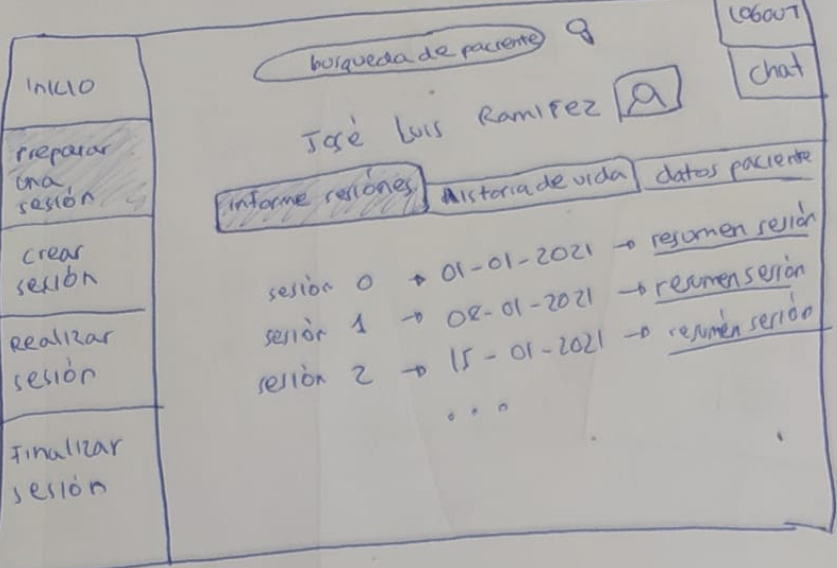 LOGOUT
chat
búsqueda de paciente
José Luis Ramirez
inicio
preparar
una
sesión
crear
sesión
Realizar
sesión
Finalizar
sesión
informe sesiones
Historia de vida
datos paciente
sesión 0 → 01-01-2021 → resumen sesión
sesión 1 → 08-01-2021 → resumen sesión
sesión 2 → 15-01-2021 → resumén sesión
...